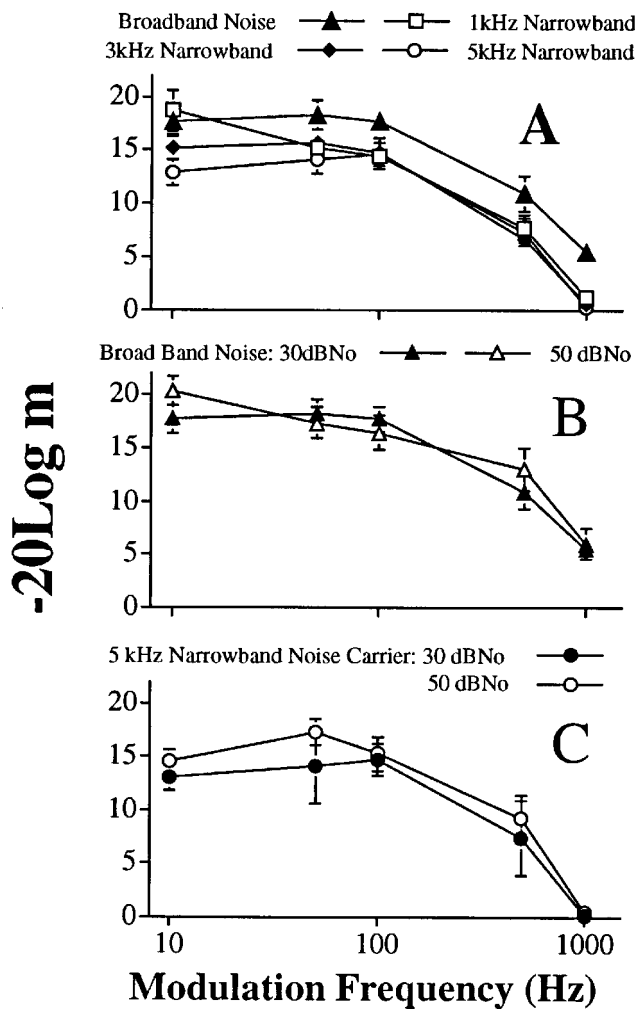 Broadband Noise 1kHz Narrowband
3kHz Narrowband 5kHz Narrowband
A
20
15
10
5
0
Broad Band Noise: 30dBNo 50 dBNo
B
20
15
10
5
0
-20Log m
5 kHz Narrowband Noise Carrier: 30 dBNo
50 dBNo
C
20
15
10
5
0
10 100 1000
Modulation Frequency (Hz)